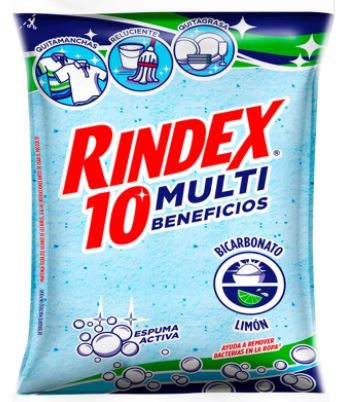 QUITAMANCHAS
RELUCIENTE
QUITAGRASA
RINDEX®
10 MULTI
BENEFICIOS
BICARBONATO
LIMÓN
ESPUMA
ACTIVA
AYUDA A REMOVER
BACTERIAS EN LA ROPA*